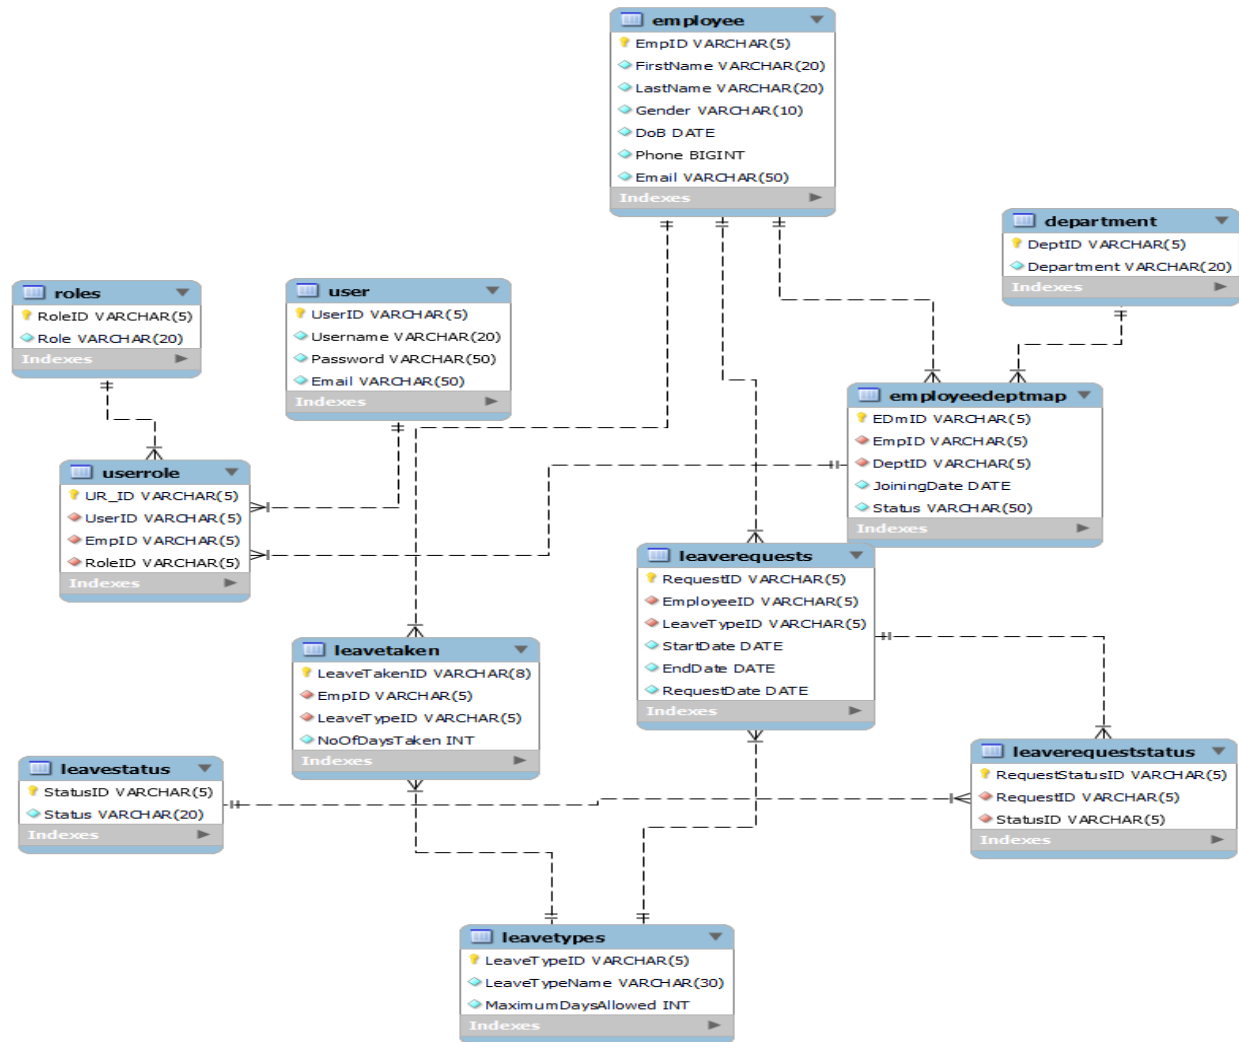 employee
EmpID VARCHAR(5)
FirstName VARCHAR(20)
LastName VARCHAR(20)
Gender VARCHAR(10)
DoB DATE
Phone BIGINT
Email VARCHAR(50)
Indexes
department
DeptID VARCHAR(5)
Department VARCHAR(20)
Indexes
roles
RoleID VARCHAR(5)
Role VARCHAR(20)
Indexes
user
UserID VARCHAR(5)
Username VARCHAR(20)
Password VARCHAR(50)
Email VARCHAR(50)
Indexes
employeedeptmap
EDmID VARCHAR(5)
EmpID VARCHAR(5)
DeptID VARCHAR(5)
JoiningDate DATE
Status VARCHAR(50)
Indexes
userrole
UR_ID VARCHAR(5)
UserID VARCHAR(5)
EmpID VARCHAR(5)
RoleID VARCHAR(5)
Indexes
leaverequests
RequestID VARCHAR(5)
EmployeeID VARCHAR(5)
LeaveTypeID VARCHAR(5)
StartDate DATE
EndDate DATE
RequestDate DATE
Indexes
leavetaken
LeaveTakenID VARCHAR(8)
EmpID VARCHAR(5)
LeaveTypeID VARCHAR(5)
NoOfDaysTaken INT
Indexes
leavestatus
StatusID VARCHAR(5)
Status VARCHAR(20)
Indexes
leaverequeststatus
RequestStatusID VARCHAR(5)
RequestID VARCHAR(5)
StatusID VARCHAR(5)
Indexes
leavetypes
LeaveTypeID VARCHAR(5)
LeaveTypeName VARCHAR(30)
MaximumDaysAllowed INT
Indexes